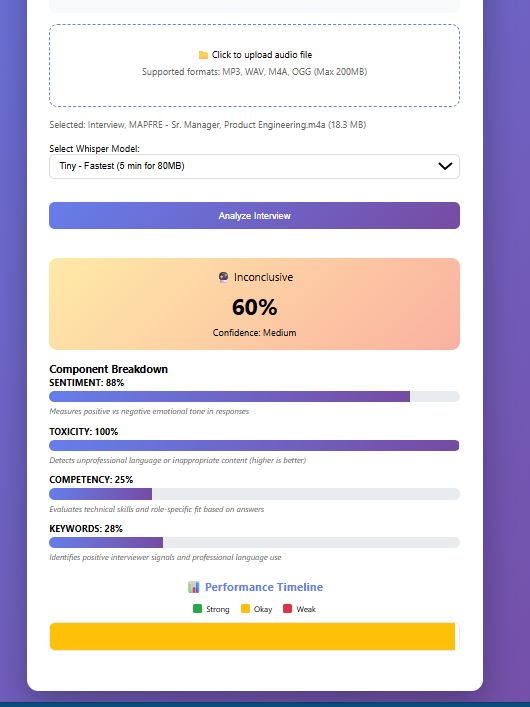 Click to upload audio file
Supported formats: MP3, WAV, M4A, OGG (Max 200MB)
Selected: Interview, MAPFRE - Sr. Manager, Product Engineering.m4a (18.3 MB)
Select Whisper Model:
Tiny - Fastest (5 min for 80MB)
Analyze Interview
Inconclusive
60%
Confidence: Medium
Component Breakdown
SENTIMENT: 88%
Measures positive vs negative emotional tone in responses
TOXICITY: 100%
Detects unprofessional language or inappropriate content (higher is better)
COMPETENCY: 25%
Evaluates technical skills and role-specific fit based on answers
KEYWORDS: 28%
Identifies positive interviewer signals and professional language use
Performance Timeline
Strong Okay Weak